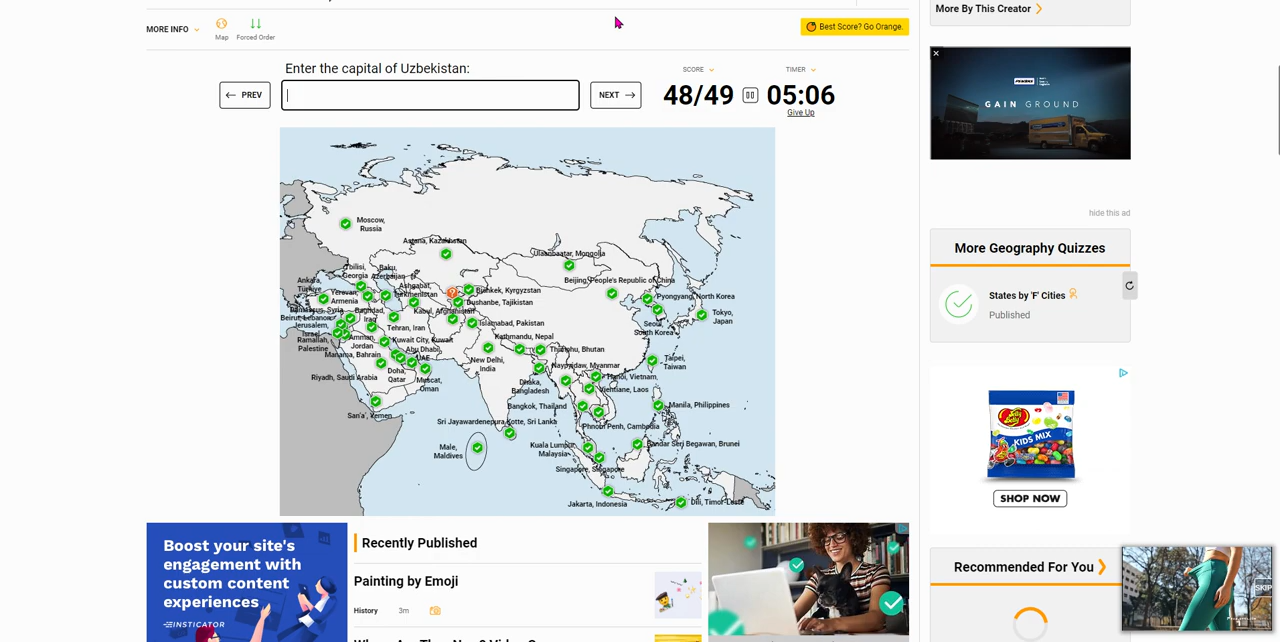 MORE INFO
Map
Forced Order
Best Score? Go Orange.
More By This Creator
Enter the capital of Uzbekistan:
PREV
NEXT
SCORE
48/49
TIMER
05:06
Give Up
GAIN GROUND
hide this ad
Moscow,
Russia
Astana, Kazakhstan
Ulaanbaatar, Mongolia
Tbilisi,
Georgia
Baku,
Azerbaijan
Beijing, People's Republic of China
Ankara,
Türkiye
Yerevan,
Armenia
Ashgabat,
Turkmenistan
Bishkek, Kyrgyzstan
Dushanbe, Tajikistan
Pyongyang, North Korea
Damascus, Syria
Baghdad,
Iraq
Kabul, Afghanistan
Seoul,
South Korea
Tokyo,
Japan
Beirut, Lebanon
Jerusalem,
Israel
Tehran, Iran
Islamabad, Pakistan
Ramallah,
Palestine
Amman,
Jordan
Kuwait City, Kuwait
Kathmandu, Nepal
Manama, Bahrain
Abu Dhabi,
UAE
New Delhi,
India
Thimphu, Bhutan
Taipei,
Taiwan
Riyadh, Saudi Arabia
Doha,
Qatar
Muscat,
Oman
Dhaka,
Bangladesh
Naypyidaw, Myanmar
Hanoi, Vietnam
Vientiane, Laos
San'a', Yemen
Bangkok, Thailand
Manila, Philippines
Sri Jayawardenepura Kotte, Sri Lanka
Phnom Penh, Cambodia
Male,
Maldives
Kuala Lumpur,
Malaysia
Bandar Seri Begawan, Brunei
Singapore, Singapore
Jakarta, Indonesia
Dili, Timor-Leste
More Geography Quizzes
States by 'F' Cities
Published
Jelly Belly
KIDS MIX
SHOP NOW
Boost your site's
engagement with
custom content
experiences
INSTICATOR
Recently Published
Painting by Emoji
History 3m
Recommended For You
SKIP